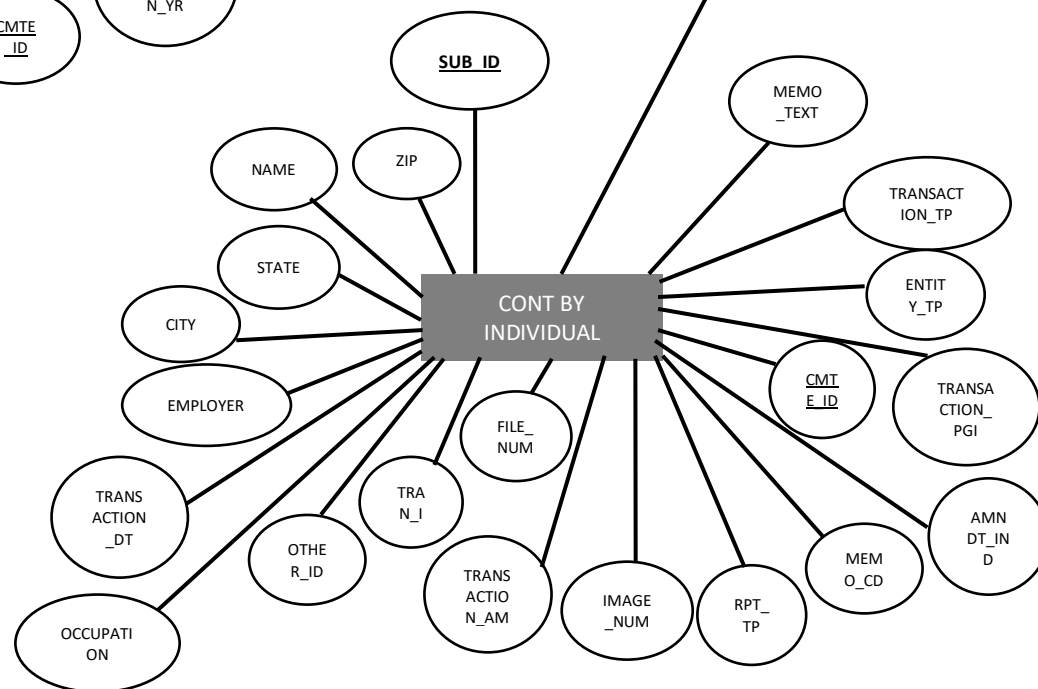 N_YR
CMTE
_ID
SUB_ID
MEMO
_TEXT
NAME
ZIP
TRANSACT
ION_TP
STATE
ENTIT
Y_TP
CONT BY
INDIVIDUAL
CITY
CMT
E_ID
TRANSA
CTION_
PGI
EMPLOYER
FILE_
NUM
TRANS
ACTION
_DT
TRA
N_I
AMN
DT_IN
D
OTHE
R_ID
MEM
O_CD
TRANS
ACTIO
N_AM
IMAGE
_NUM
RPT_
TP
OCCUPATI
ON